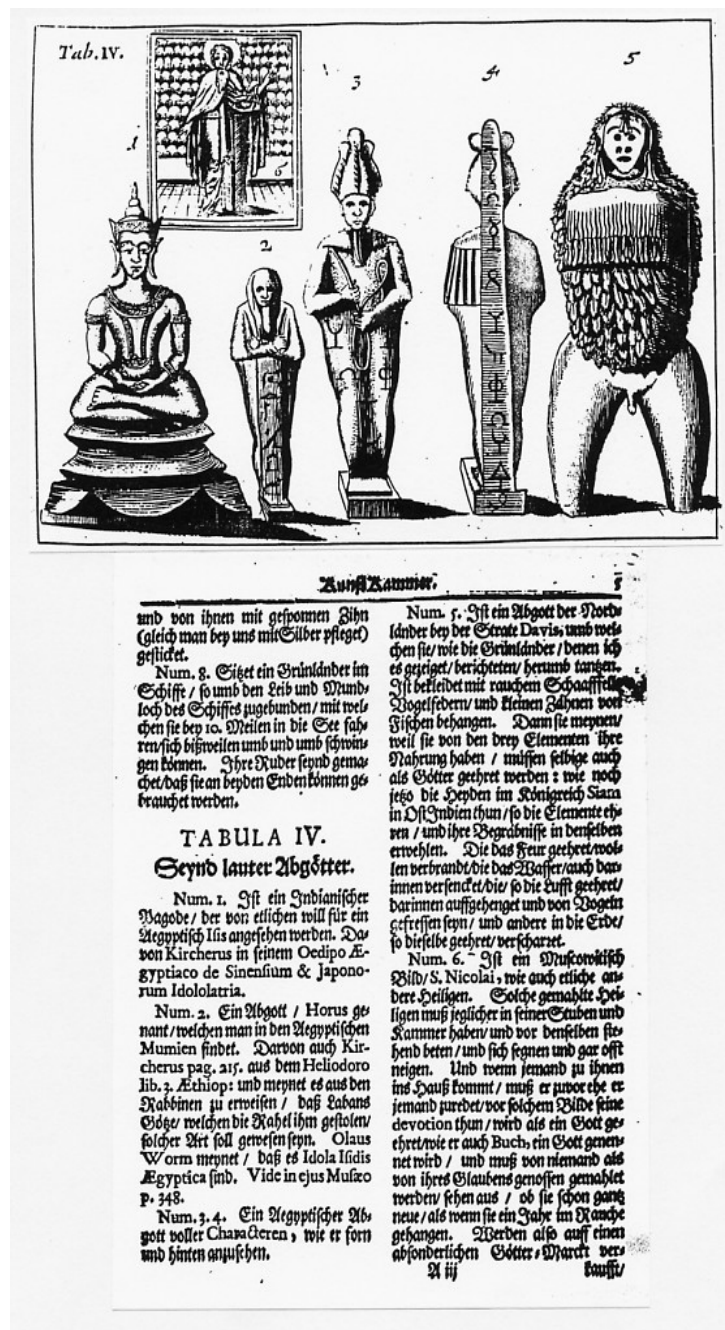 Tab. IV.
1
2
3
4
5
6
Kunst Kammer. 5
und von ihnen mit gesponnen Zihn
(gleich man bey uns mit Silber pfleget)
gesticket.
Num. 8. Sitzet ein Grünländer im
Schiffe / so umb den Leib und Mund-
loch des Schiffes zugebunden / mit wel-
chen sie bey 10. Meilen in die See fah-
ren / sich bißweilen umb und umb schwin-
gen können. Ihre Ruder seynd gema-
chet / daß sie an beyden Enden können ge-
brauchet werden.
TABULA IV.
Seynd lauter Abgötter.
Num. 1. Ist ein Indianischer
Pagode / der von etlichen will für ein
Aegyptisch Isis angesehen werden. Da-
von Kircherus in seinem Oedipo Æ-
gyptiaco de Sinensium & Japono-
rum Idololatria.
Num. 2. Ein Abgott / Horus ge-
nant / welchen man in den Aegyptischen
Mumien findet. Darvon auch Kir-
cherus pag. 215. aus dem Heliodoro
lib. 3. Æthiop: und meynet es aus den
Rabbinen zu erweisen / daß Labans
Götze / welchen die Rahel ihm gestolen /
solcher Art soll gewesen seyn. Olaus
Worm meynet / daß es Idola Isidis
Ægyptica sind. Vide in ejus Musæo
p. 348.
Num. 3. 4. Ein Aegyptischer Ab-
gott voller Characteren, wie er forn
und hinten anzusehen.
Num. 5. Ist ein Abgott der Nord-
länder bey der Strate Davis, umb wel-
chen sie / wie die Grünländer / denen ich
es gezeiget / berichteten / herumb tantzen.
Ist bekleidet mit rauchem Schaaffelle
Vogelfedern / und kleinen Zähnen von
Fischen behangen. Dann sie meynen /
weil sie von den drey Elementen ihre
Nahrung haben / müssen selbige auch
als Götter geehret werden : wie noch
jetzo die Heyden im Königreich Siam
in OstIndien thun / so die Elemente eh-
ren / und ihre Begräbnisse in denselben
erwehlen. Die das Feur geehret / wol-
len verbrandt / die das Wasser / auch dar-
innen versencket / die / so die Lufft geehret /
darinnen auffgehenget und von Vogeln
gefressen seyn / und andere in die Erde /
so dieselbe geehret / verscharret.
Num. 6. Ist ein Muscowitisch
Bild / S. Nicolai, wie auch etliche an-
dere Heiligen. Solche gemahlte Hei-
ligen muß jeglicher in seiner Stuben und
Kammer haben / und vor denselben ste-
hend beten / und sich segnen und gar offt
neigen. Und wenn jemand zu ihnen
ins Hauß kommt / muß er zuvor ehe er
jemand zuredet / vor solchem Bilde seine
devotion thun / wird als ein Gott ge-
ehret / wie er auch Buch, ein Gott genen-
net wird / und muß von niemand als
von ihres Glaubens genossen gemahlet
werden / sehen aus / ob sie schon gantz
neue / als wenn sie ein Jahr im Rauche
gehangen. Werden also auff einen
absonderlichen Götter-Marckt ver-
A iij kaufft /